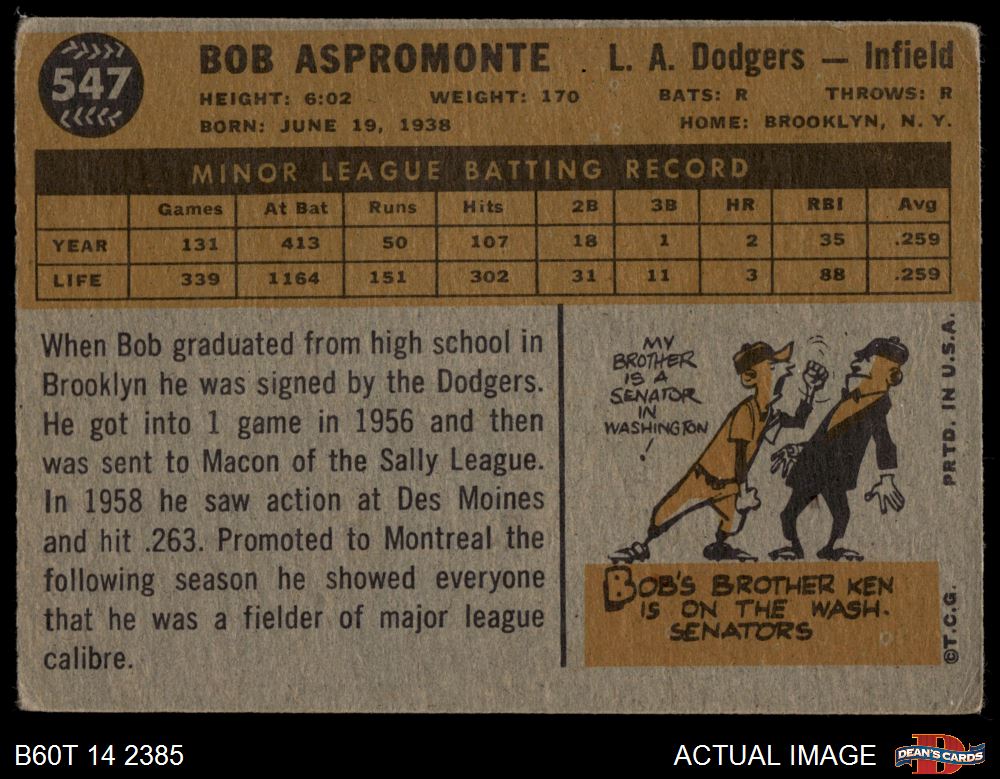 547
BOB ASPROMONTE . L. A. Dodgers — Infield
HEIGHT: 6:02 WEIGHT: 170 BATS: R THROWS: R
BORN: JUNE 19, 1938 HOME: BROOKLYN, N. Y.
MINOR LEAGUE BATTING RECORD
Games At Bat Runs Hits 2B 3B HR RBI Avg
YEAR 131 413 50 107 18 1 2 35 .259
LIFE 339 1164 151 302 31 11 3 88 .259
When Bob graduated from high school in
Brooklyn he was signed by the Dodgers.
He got into 1 game in 1956 and then
was sent to Macon of the Sally League.
In 1958 he saw action at Des Moines
and hit .263. Promoted to Montreal the
following season he showed everyone
that he was a fielder of major league
calibre.
MY
BROTHER
IS A
SENATOR
IN
WASHINGTON
!
BOB'S BROTHER KEN
IS ON THE WASH.
SENATORS
©T.C.G. PRTD. IN U.S.A.
B60T 14 2385 ACTUAL IMAGE
DEAN'S CARDS